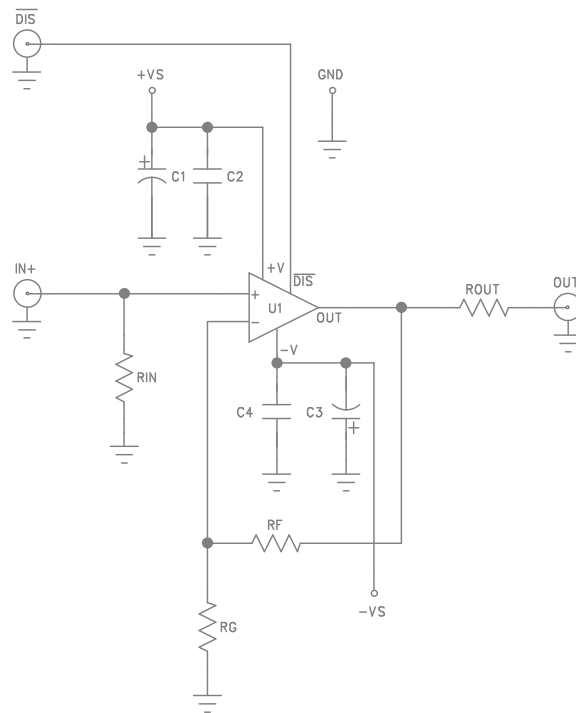 DIS
+VS
GND
+
C1
C2
IN+
+V
DIS
+
U1
−
OUT
ROUT
OUT
−V
RIN
C4
C3
+
RF
−VS
RG